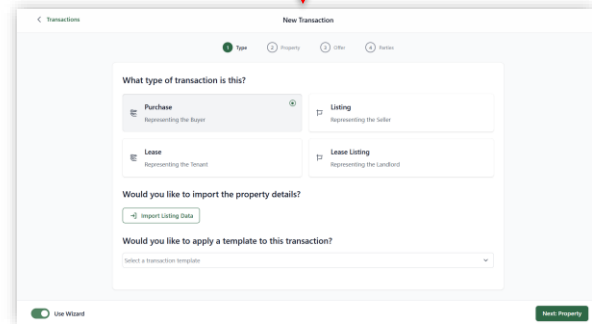 Transactions
New Transaction
1 Type 2 Property 3 Offer 4 Parties
What type of transaction is this?
Purchase
Representing the Buyer
Listing
Representing the Seller
Lease
Representing the Tenant
Lease Listing
Representing the Landlord
Would you like to import the property details?
Import Listing Data
Would you like to apply a template to this transaction?
Select a transaction template
Use Wizard
Next: Property